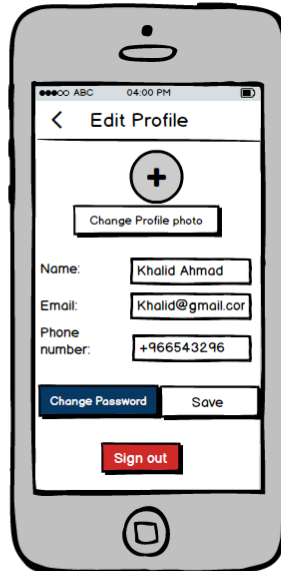 ABC 04:00 PM
< Edit Profile
+
Change Profile photo
Name: Khalid Ahmad
Email: Khalid@gmail.cor
Phone
number: +966543296
Change Password Save
Sign out